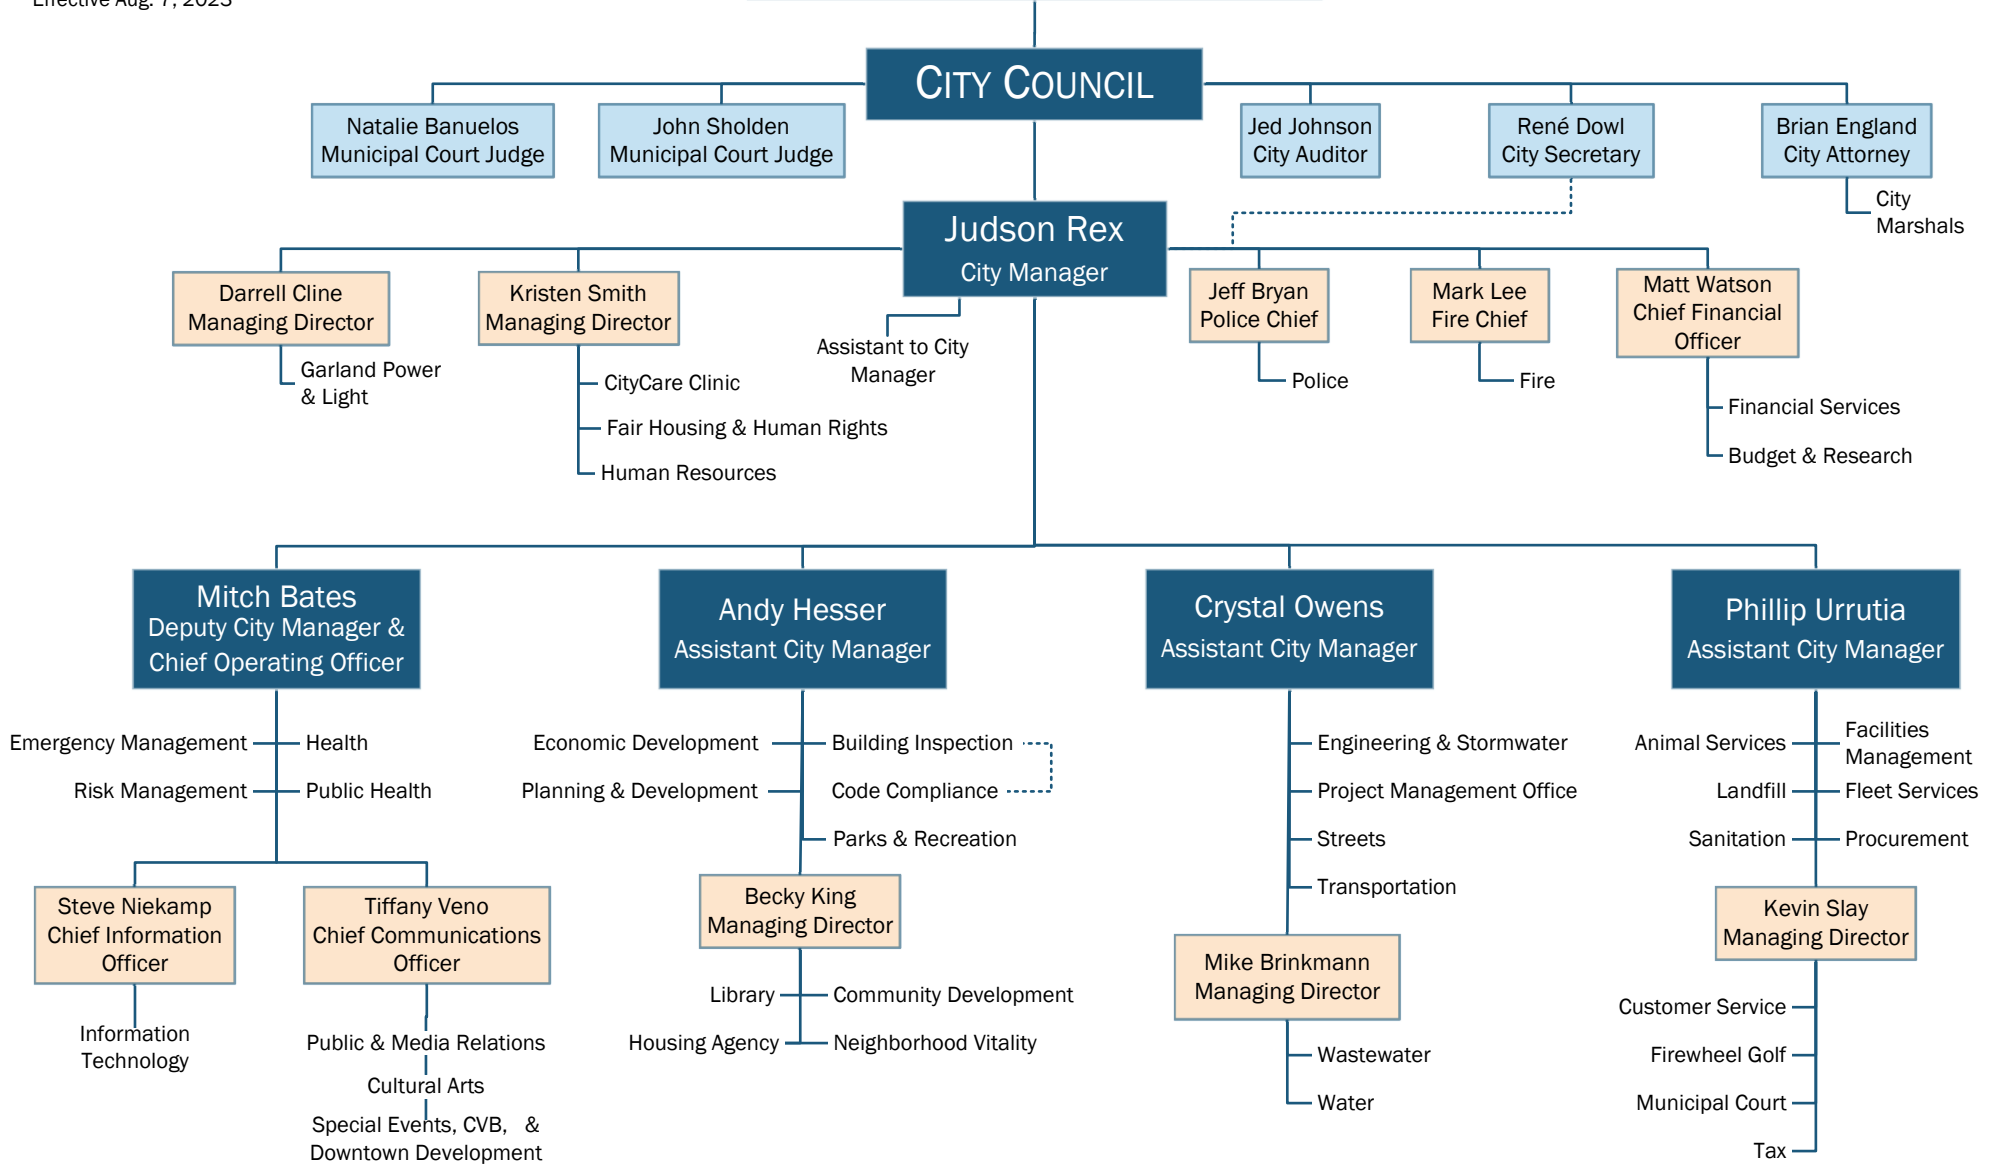 Effective Aug. 7, 2023
CITY COUNCIL
Natalie Banuelos
Municipal Court Judge
John Sholden
Municipal Court Judge
Jed Johnson
City Auditor
René Dowl
City Secretary
Brian England
City Attorney
City
Marshals
Judson Rex
City Manager
Darrell Cline
Managing Director
Garland Power
& Light
Kristen Smith
Managing Director
CityCare Clinic
Fair Housing & Human Rights
Human Resources
Assistant to City
Manager
Jeff Bryan
Police Chief
Police
Mark Lee
Fire Chief
Fire
Matt Watson
Chief Financial
Officer
Financial Services
Budget & Research
Mitch Bates
Deputy City Manager &
Chief Operating Officer
Emergency Management
Health
Risk Management
Public Health
Steve Niekamp
Chief Information
Officer
Information
Technology
Tiffany Veno
Chief Communications
Officer
Public & Media Relations
Cultural Arts
Special Events, CVB, &
Downtown Development
Andy Hesser
Assistant City Manager
Economic Development
Building Inspection
Planning & Development
Code Compliance
Parks & Recreation
Becky King
Managing Director
Library
Community Development
Housing Agency
Neighborhood Vitality
Crystal Owens
Assistant City Manager
Engineering & Stormwater
Project Management Office
Streets
Transportation
Mike Brinkmann
Managing Director
Wastewater
Water
Phillip Urrutia
Assistant City Manager
Animal Services
Facilities
Management
Landfill
Fleet Services
Sanitation
Procurement
Kevin Slay
Managing Director
Customer Service
Firewheel Golf
Municipal Court
Tax